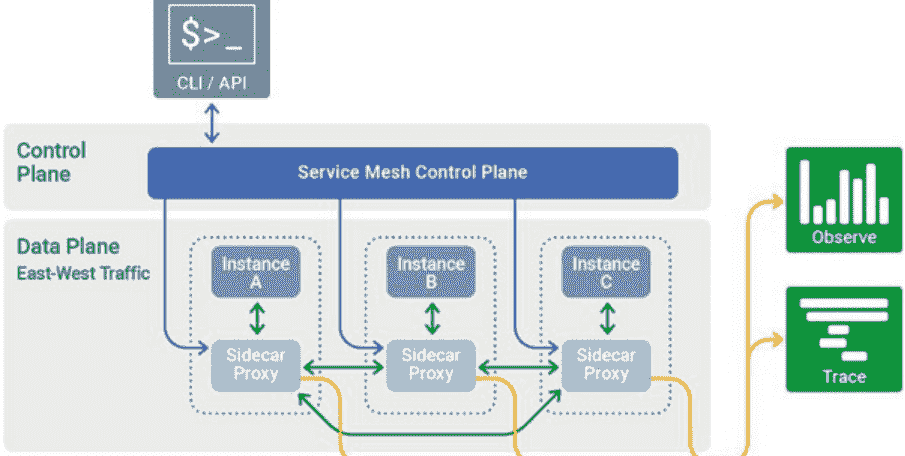 $>_
CLI / API
Control
Plane
Service Mesh Control Plane
Data Plane
East-West Traffic
Instance
A
Instance
B
Instance
C
Sidecar
Proxy
Sidecar
Proxy
Sidecar
Proxy
Observe
Trace